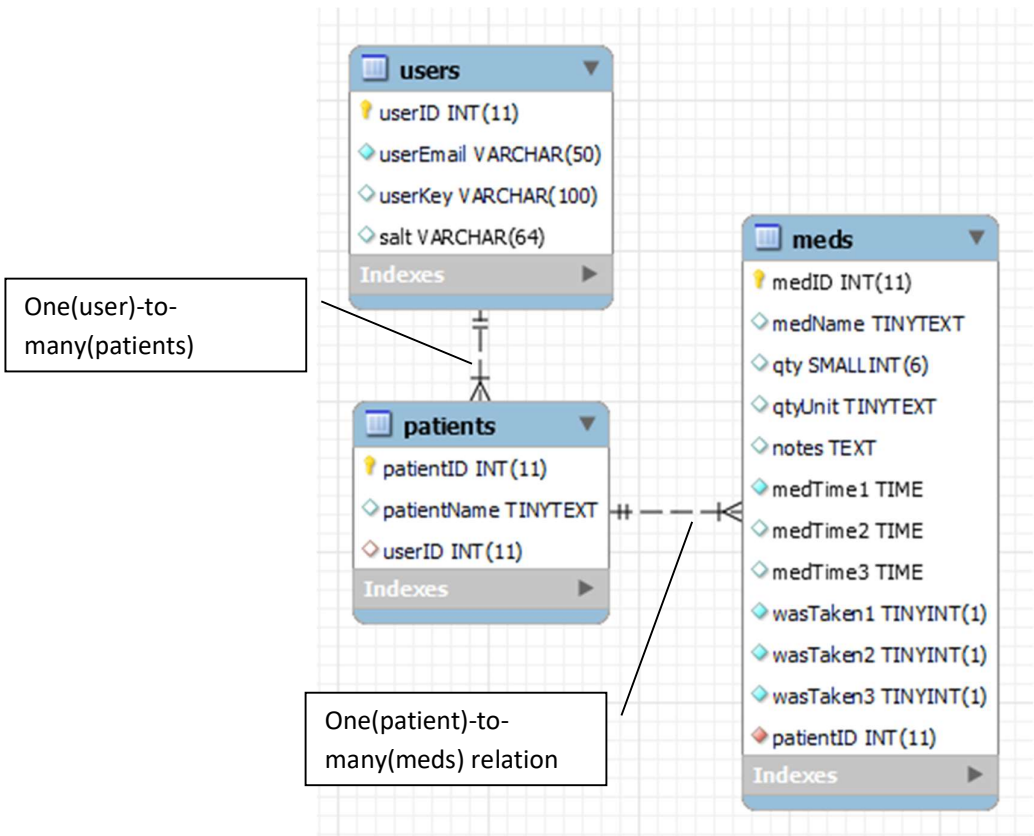 users
userID INT(11)
userEmail VARCHAR(50)
userKey VARCHAR(100)
salt VARCHAR(64)
Indexes
One(user)-to-
many(patients)
patients
patientID INT(11)
patientName TINYTEXT
userID INT(11)
Indexes
meds
medID INT(11)
medName TINYTEXT
qty SMALLINT(6)
qtyUnit TINYTEXT
notes TEXT
medTime1 TIME
medTime2 TIME
medTime3 TIME
wasTaken1 TINYINT(1)
wasTaken2 TINYINT(1)
wasTaken3 TINYINT(1)
patientID INT(11)
Indexes
One(patient)-to-
many(meds) relation